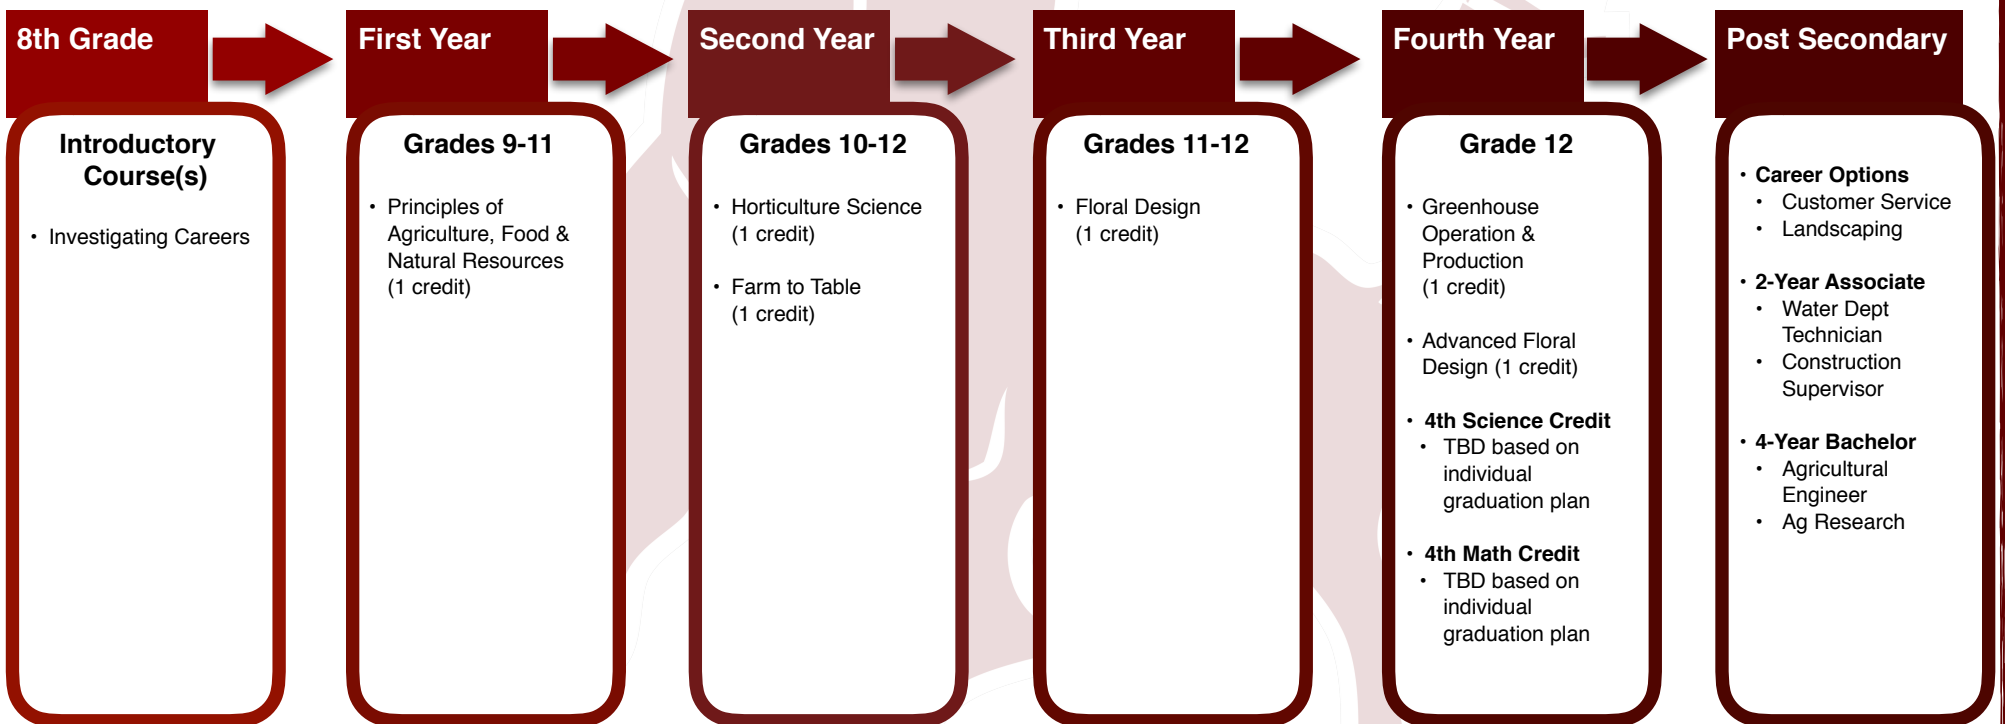 8th Grade
Introductory
Course(s)
• Investigating Careers
First Year
Grades 9-11
• Principles of
Agriculture, Food &
Natural Resources
(1 credit)
Second Year
Grades 10-12
• Horticulture Science
(1 credit)
• Farm to Table
(1 credit)
Third Year
Grades 11-12
• Floral Design
(1 credit)
Fourth Year
Grade 12
• Greenhouse
Operation &
Production
(1 credit)
• Advanced Floral
Design (1 credit)
• 4th Science Credit
• TBD based on
individual
graduation plan
• 4th Math Credit
• TBD based on
individual
graduation plan
Post Secondary
• Career Options
• Customer Service
• Landscaping
• 2-Year Associate
• Water Dept
Technician
• Construction
Supervisor
• 4-Year Bachelor
• Agricultural
Engineer
• Ag Research